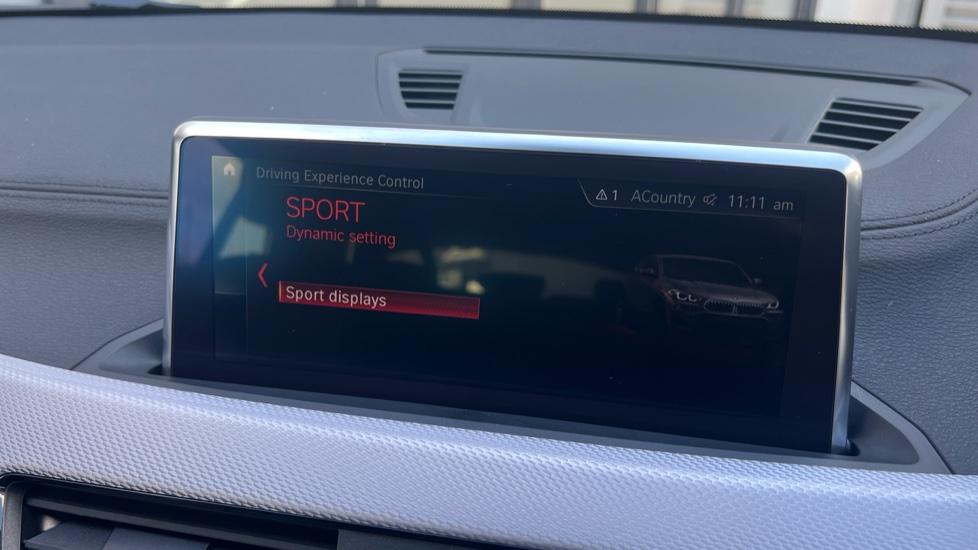 Driving Experience Control
1 ACountry 11:11 am
SPORT
Dynamic setting
Sport displays